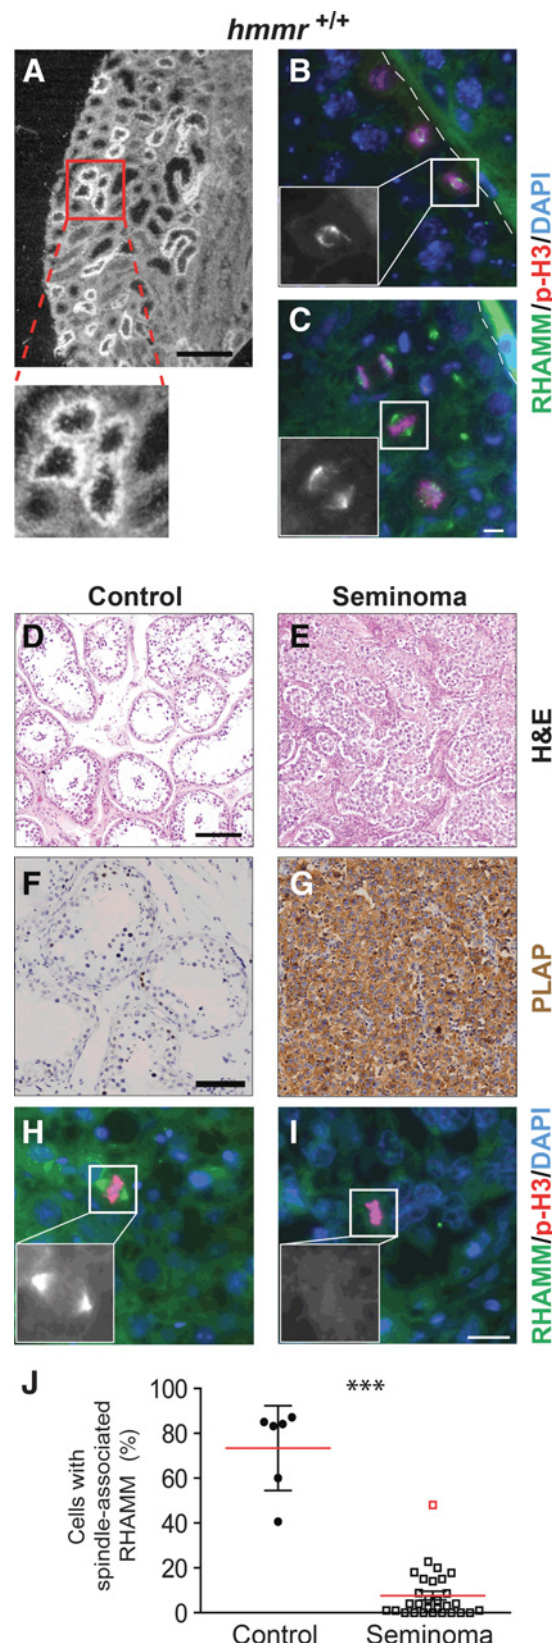 hmmr +/+
A
B
C
RHAMM/p-H3/DAPI
Control
Seminoma
D
E
H&E
F
G
PLAP
H
I
RHAMM/p-H3/DAPI
J
***
Cells with
spindle-associated
RHAMM (%)
100
80
60
40
20
0
Control
Seminoma